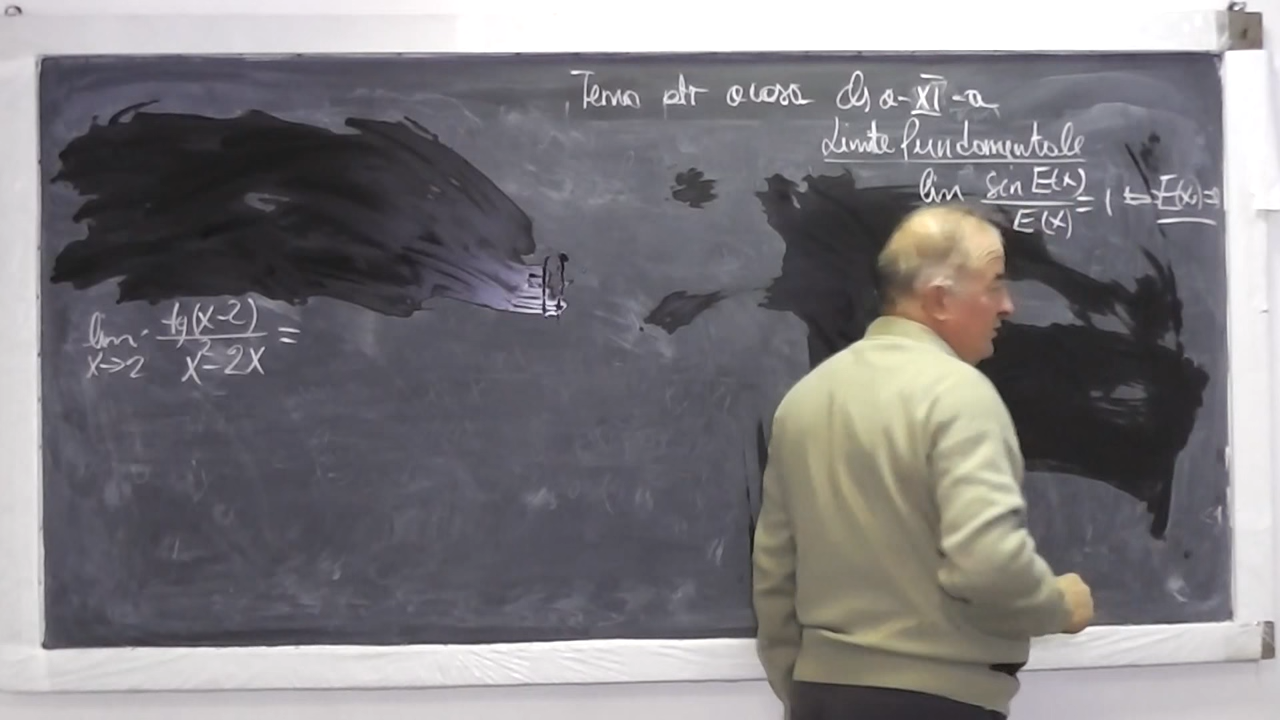 Tema ptr acasa cls a-XI-a
Limite fundamentale
lim sin E(x) / E(x) = 1 ⇔ E(x)→
lim x→2 tg(x-2) / x²-2x =